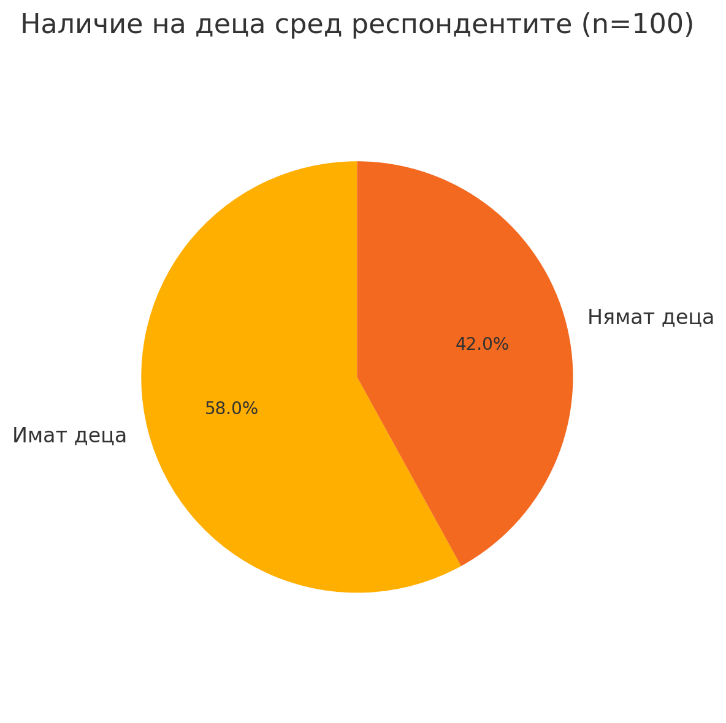 Наличие на деца сред респондентите (n=100)
Нямат деца
42.0%
58.0%
Имат деца